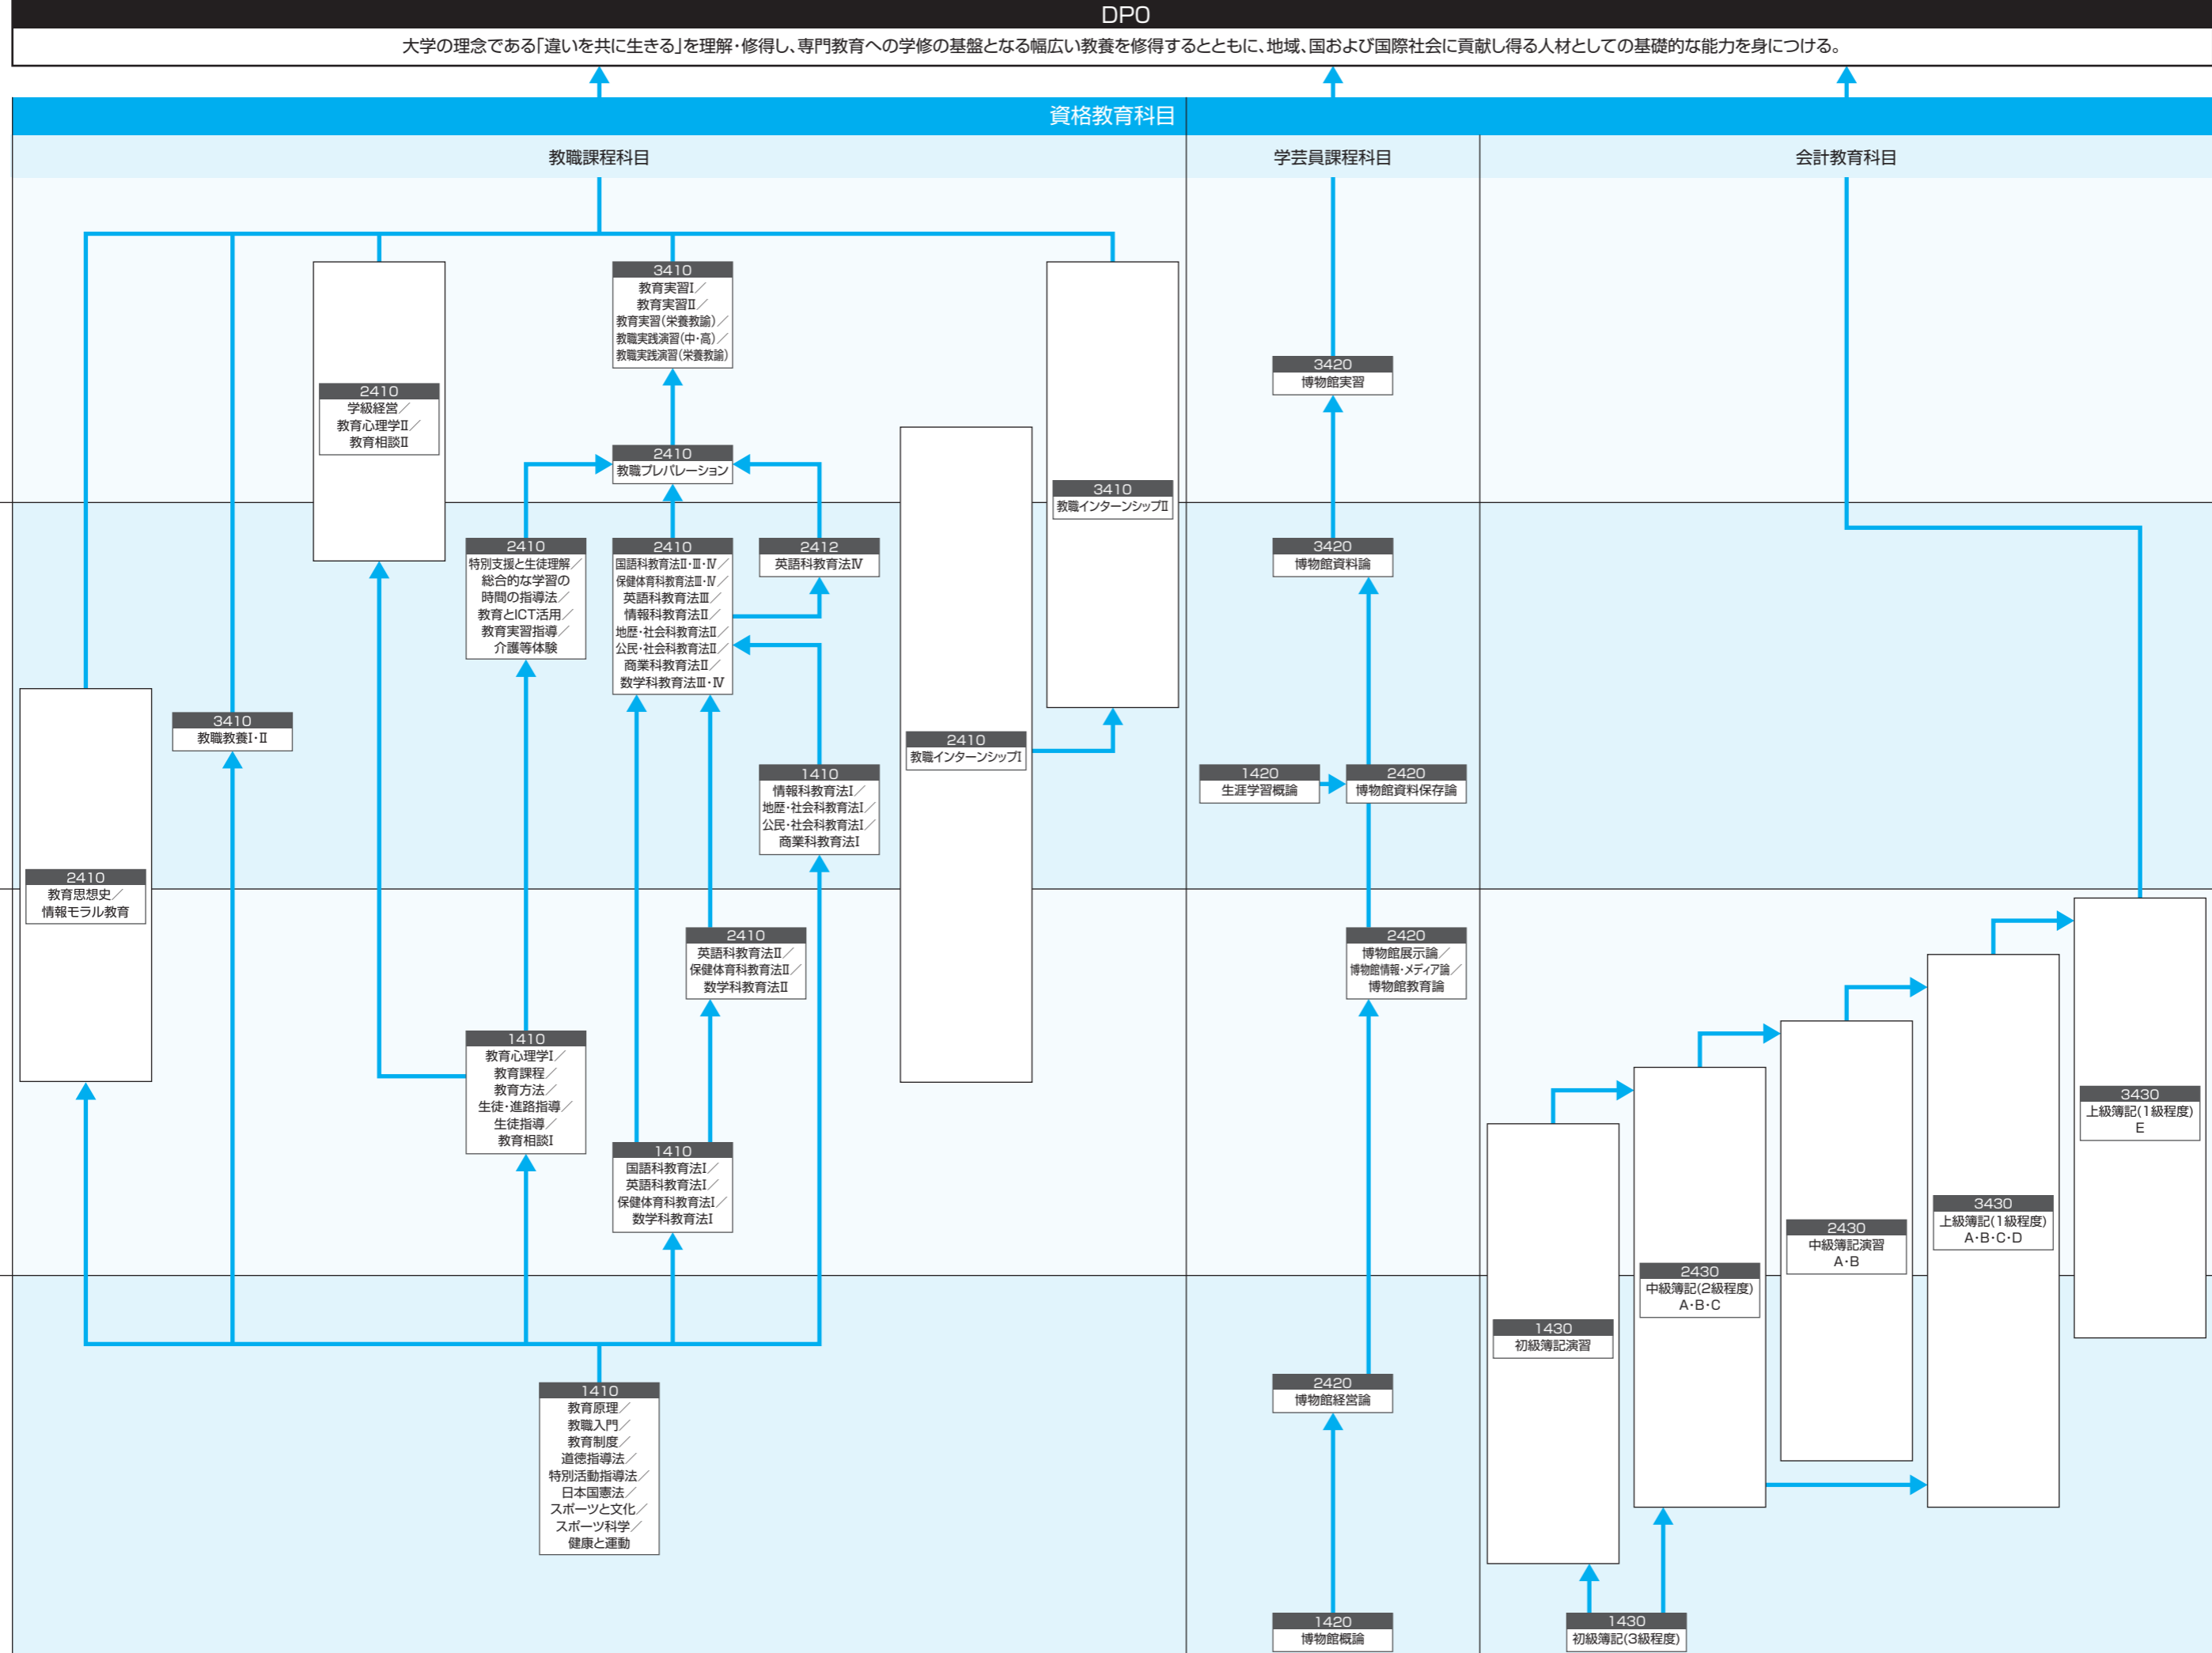 DP0
大学の理念である「違いを共に生きる」を理解・修得し、専門教育への学修の基盤となる幅広い教養を修得するとともに、地域、国および国際社会に貢献し得る人材としての基礎的な能力を身につける。
資格教育科目
教職課程科目
学芸員課程科目
会計教育科目
3410
教育実習Ⅰ／
教育実習Ⅱ／
教育実習(栄養教諭)／
教職実践演習(中・高)／
教職実践演習(栄養教諭)
2410
学級経営／
教育心理学Ⅱ／
教育相談Ⅱ
2410
教職プレパレーション
3410
教職インターンシップⅡ
2410
特別支援と生徒理解／
総合的な学習の
時間の指導法／
教育とICT活用／
教育実習指導／
介護等体験
2410
国語科教育法Ⅱ・Ⅲ・Ⅳ／
保健体育科教育法Ⅲ・Ⅳ／
英語科教育法Ⅲ／
情報科教育法Ⅱ／
地歴・社会科教育法Ⅱ／
公民・社会科教育法Ⅱ／
商業科教育法Ⅱ／
数学科教育法Ⅲ・Ⅳ
2412
英語科教育法Ⅳ
3410
教職教養Ⅰ・Ⅱ
2410
教職インターンシップⅠ
1410
情報科教育法Ⅰ／
地歴・社会科教育法Ⅰ／
公民・社会科教育法Ⅰ／
商業科教育法Ⅰ
2410
教育思想史／
情報モラル教育
2410
英語科教育法Ⅱ／
保健体育科教育法Ⅱ／
数学科教育法Ⅱ
1410
教育心理学Ⅰ／
教育課程／
教育方法／
生徒・進路指導／
生徒指導／
教育相談Ⅰ
1410
国語科教育法Ⅰ／
英語科教育法Ⅰ／
保健体育科教育法Ⅰ／
数学科教育法Ⅰ
1410
教育原理／
教職入門／
教育制度／
道徳指導法／
特別活動指導法／
日本国憲法／
スポーツと文化／
スポーツ科学／
健康と運動
3420
博物館実習
3420
博物館資料論
1420
生涯学習概論
2420
博物館資料保存論
2420
博物館展示論／
博物館情報・メディア論／
博物館教育論
2420
博物館経営論
1420
博物館概論
3430
上級簿記(1級程度)
E
3430
上級簿記(1級程度)
A・B・C・D
2430
中級簿記演習
A・B
2430
中級簿記(2級程度)
A・B・C
1430
初級簿記演習
1430
初級簿記(3級程度)